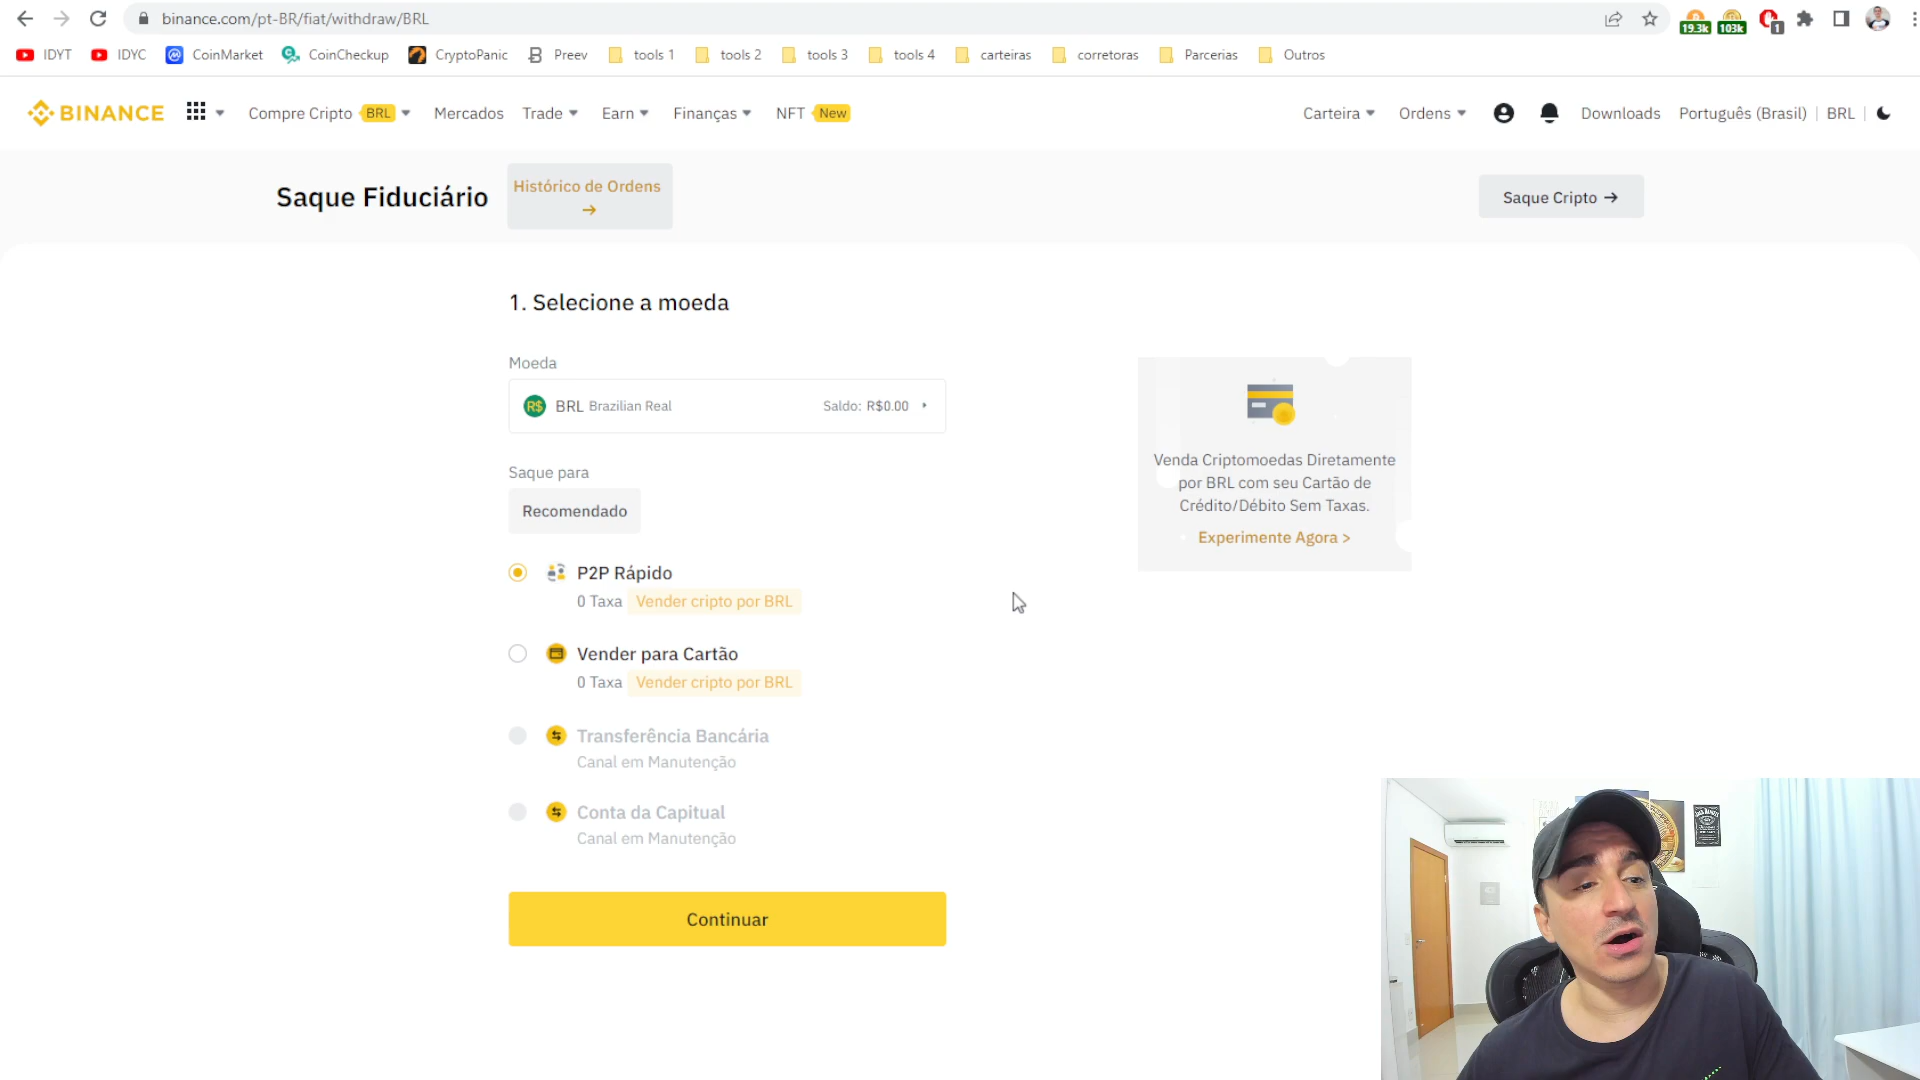 binance.com/pt-BR/fiat/withdraw/BRL
19.3k
103k
1
IDYT
IDYC
CoinMarket
CoinCheckup
CryptoPanic
Preev
tools 1
tools 2
tools 3
tools 4
carteiras
corretoras
Parcerias
Outros
BINANCE
Compre Cripto BRL
Mercados
Trade
Earn
Finanças
NFT New
Carteira
Ordens
Downloads
Português (Brasil)
BRL
Saque Fiduciário
Histórico de Ordens
→
Saque Cripto →
1. Selecione a moeda
Moeda
R$ BRL Brazilian Real Saldo: R$0.00
Saque para
Recomendado
P2P Rápido
0 Taxa Vender cripto por BRL
Vender para Cartão
0 Taxa Vender cripto por BRL
Transferência Bancária
Canal em Manutenção
Conta da Capitual
Canal em Manutenção
Continuar
Venda Criptomoedas Diretamente
por BRL com seu Cartão de
Crédito/Débito Sem Taxas.
Experimente Agora >